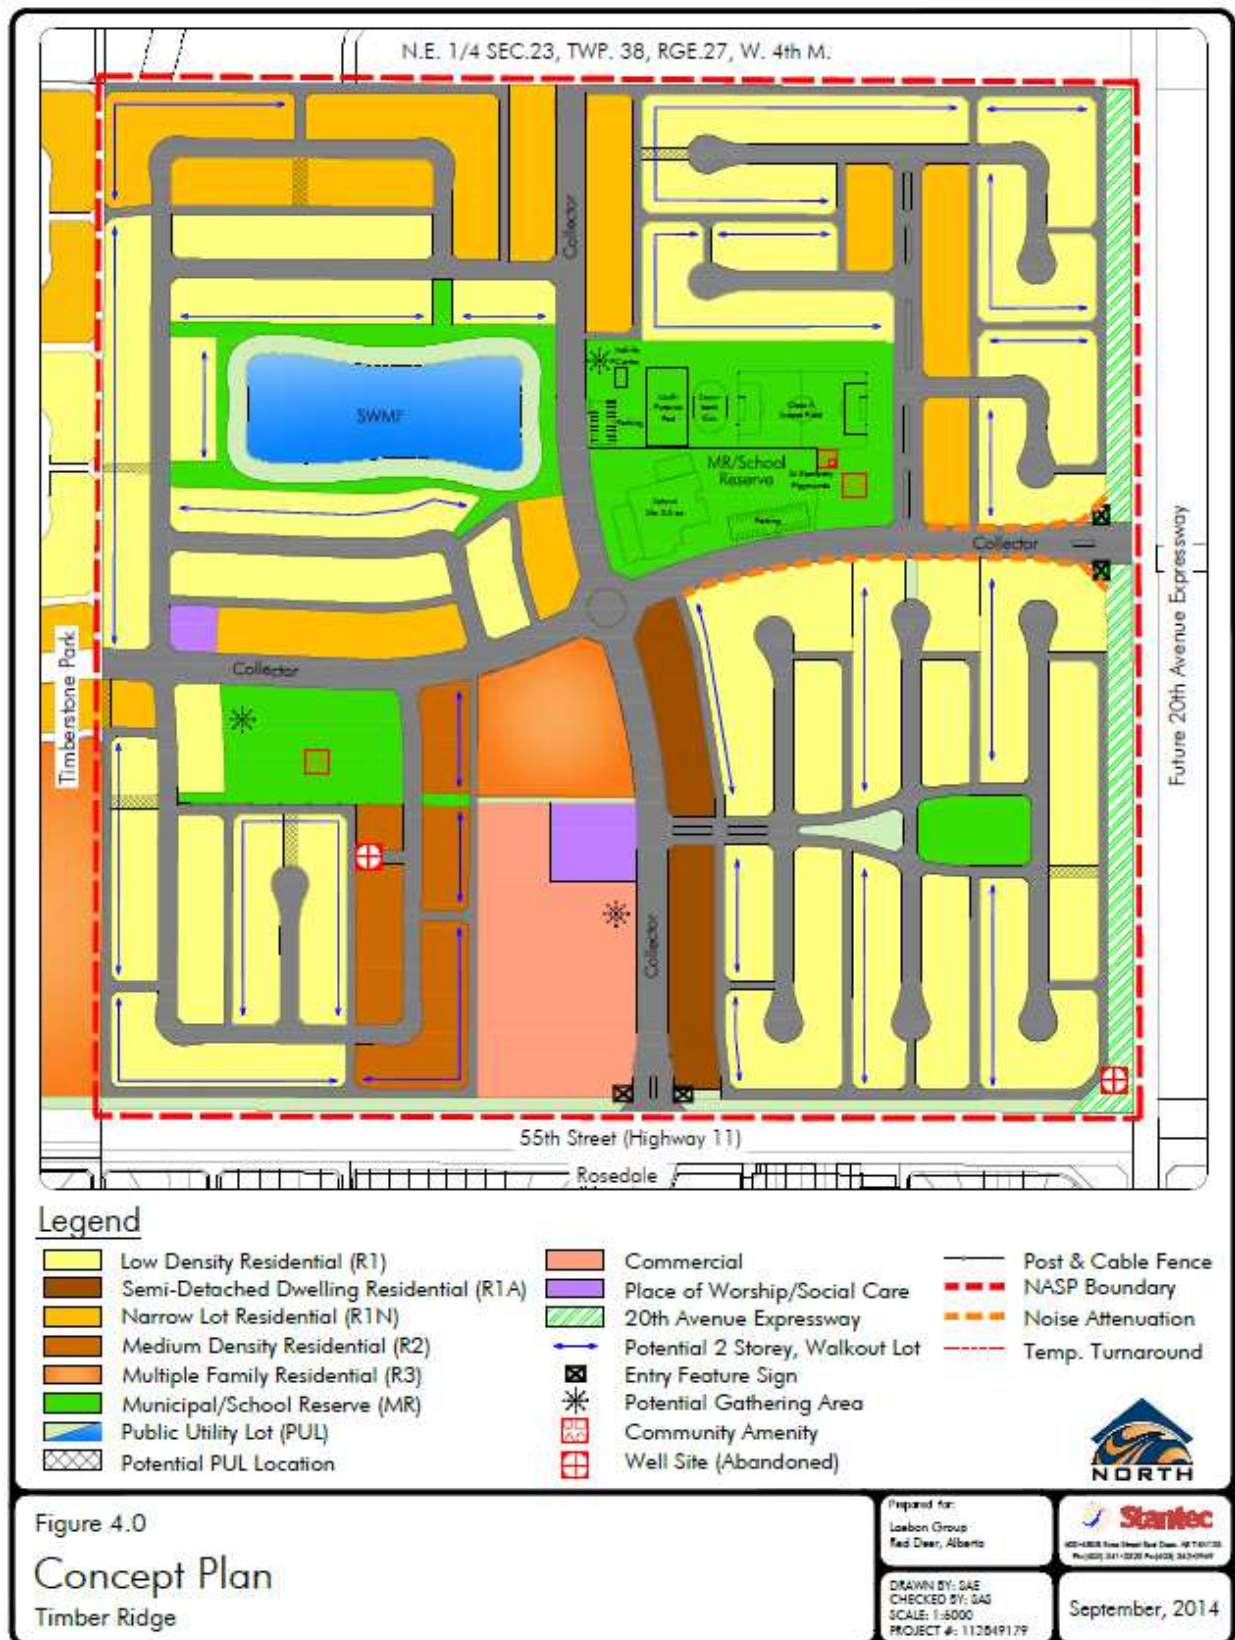 N.E. 1/4 SEC.23, TWP. 38, RGE.27, W. 4th M.
Collector
SWMF
Parking
MR/School
Reserve
School
Parking
Collector
Collector
Timberstone Park
Future 20th Avenue Expressway
Collector
55th Street (Highway 11)
Rosedale
Legend
Low Density Residential (R1)
Semi-Detached Dwelling Residential (R1A)
Narrow Lot Residential (R1N)
Medium Density Residential (R2)
Multiple Family Residential (R3)
Municipal/School Reserve (MR)
Public Utility Lot (PUL)
Potential PUL Location
Commercial
Place of Worship/Social Care
20th Avenue Expressway
Potential 2 Storey, Walkout Lot
Entry Feature Sign
Potential Gathering Area
Community Amenity
Well Site (Abandoned)
Post & Cable Fence
NASP Boundary
Noise Attenuation
Temp. Turnaround
NORTH
Figure 4.0
Concept Plan
Timber Ridge
Prepared for:
Laebon Group
Red Deer, Alberta
Stantec
DRAWN BY: SAE
CHECKED BY: SAS
SCALE: 1:5000
PROJECT #: 112849179
September, 2014